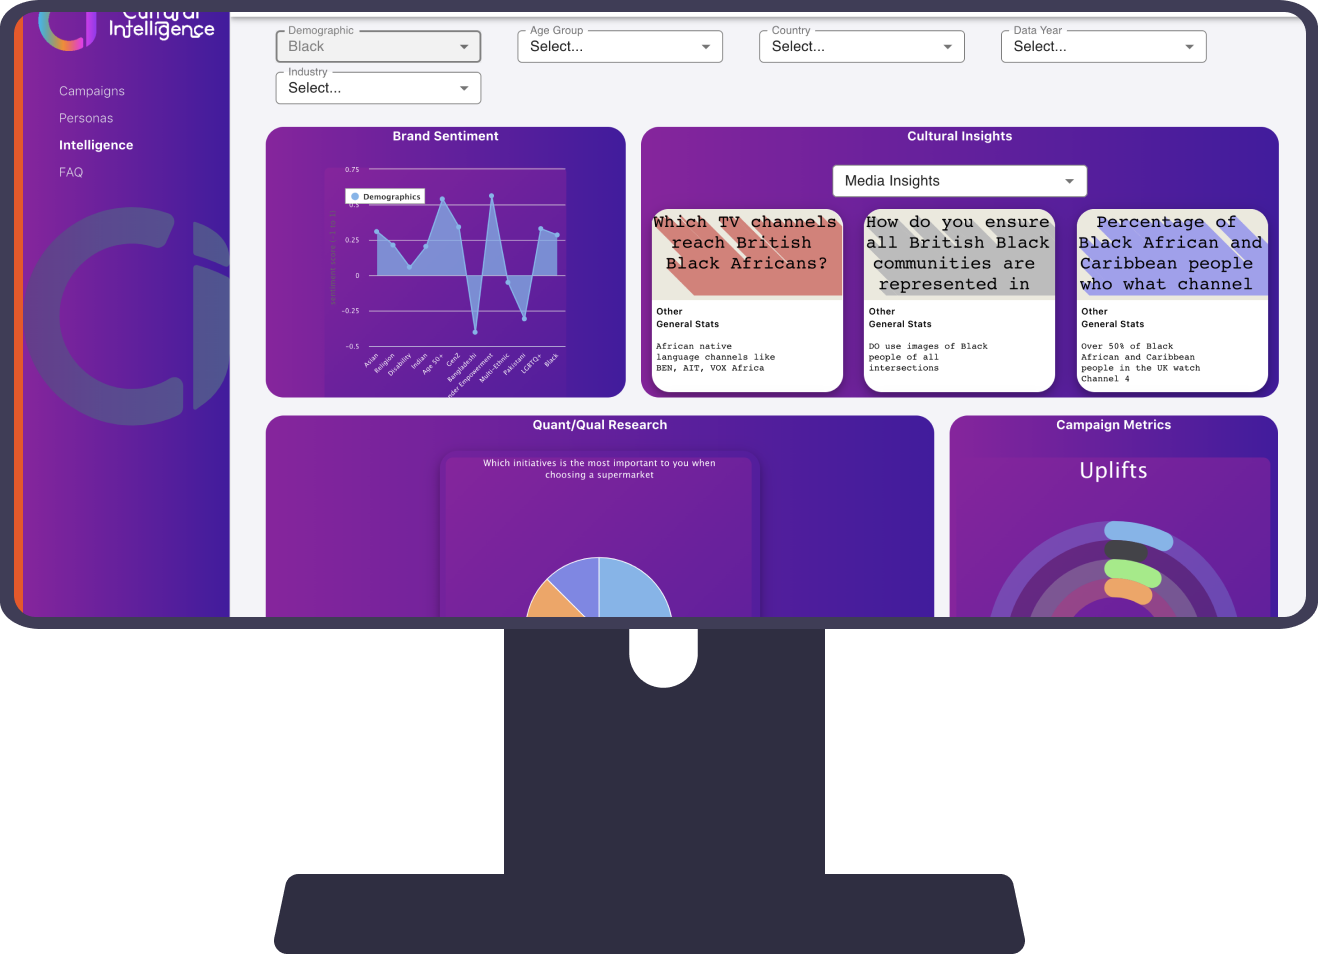 Cultural
Intelligence
Campaigns
Personas
Intelligence
FAQ
Demographic
Black
Age Group
Select...
Country
Select...
Data Year
Select...
Industry
Select...
Brand Sentiment
0.75
0.5
0.25
0
-0.25
-0.5
Demographics
Asian
Religion
Disability
Indian
Age 50+
GenZ
Bangladeshi
nder Empowerment
Multi-Ethnic
Pakistani
LGBTQ+
Black
Cultural Insights
Media Insights
Which TV channels
reach British
Black Africans?
Other
General Stats
African native
language channels like
BEN, AIT, VOX Africa
How do you ensure
all British Black
communities are
represented in
Other
General Stats
DO use images of Black
people of all
intersections
Percentage of
Black African and
Caribbean people
who what channel
Other
General Stats
Over 50% of Black
African and Caribbean
people in the UK watch
Channel 4
Quant/Qual Research
Which initiatives is the most important to you when
choosing a supermarket
Campaign Metrics
Uplifts